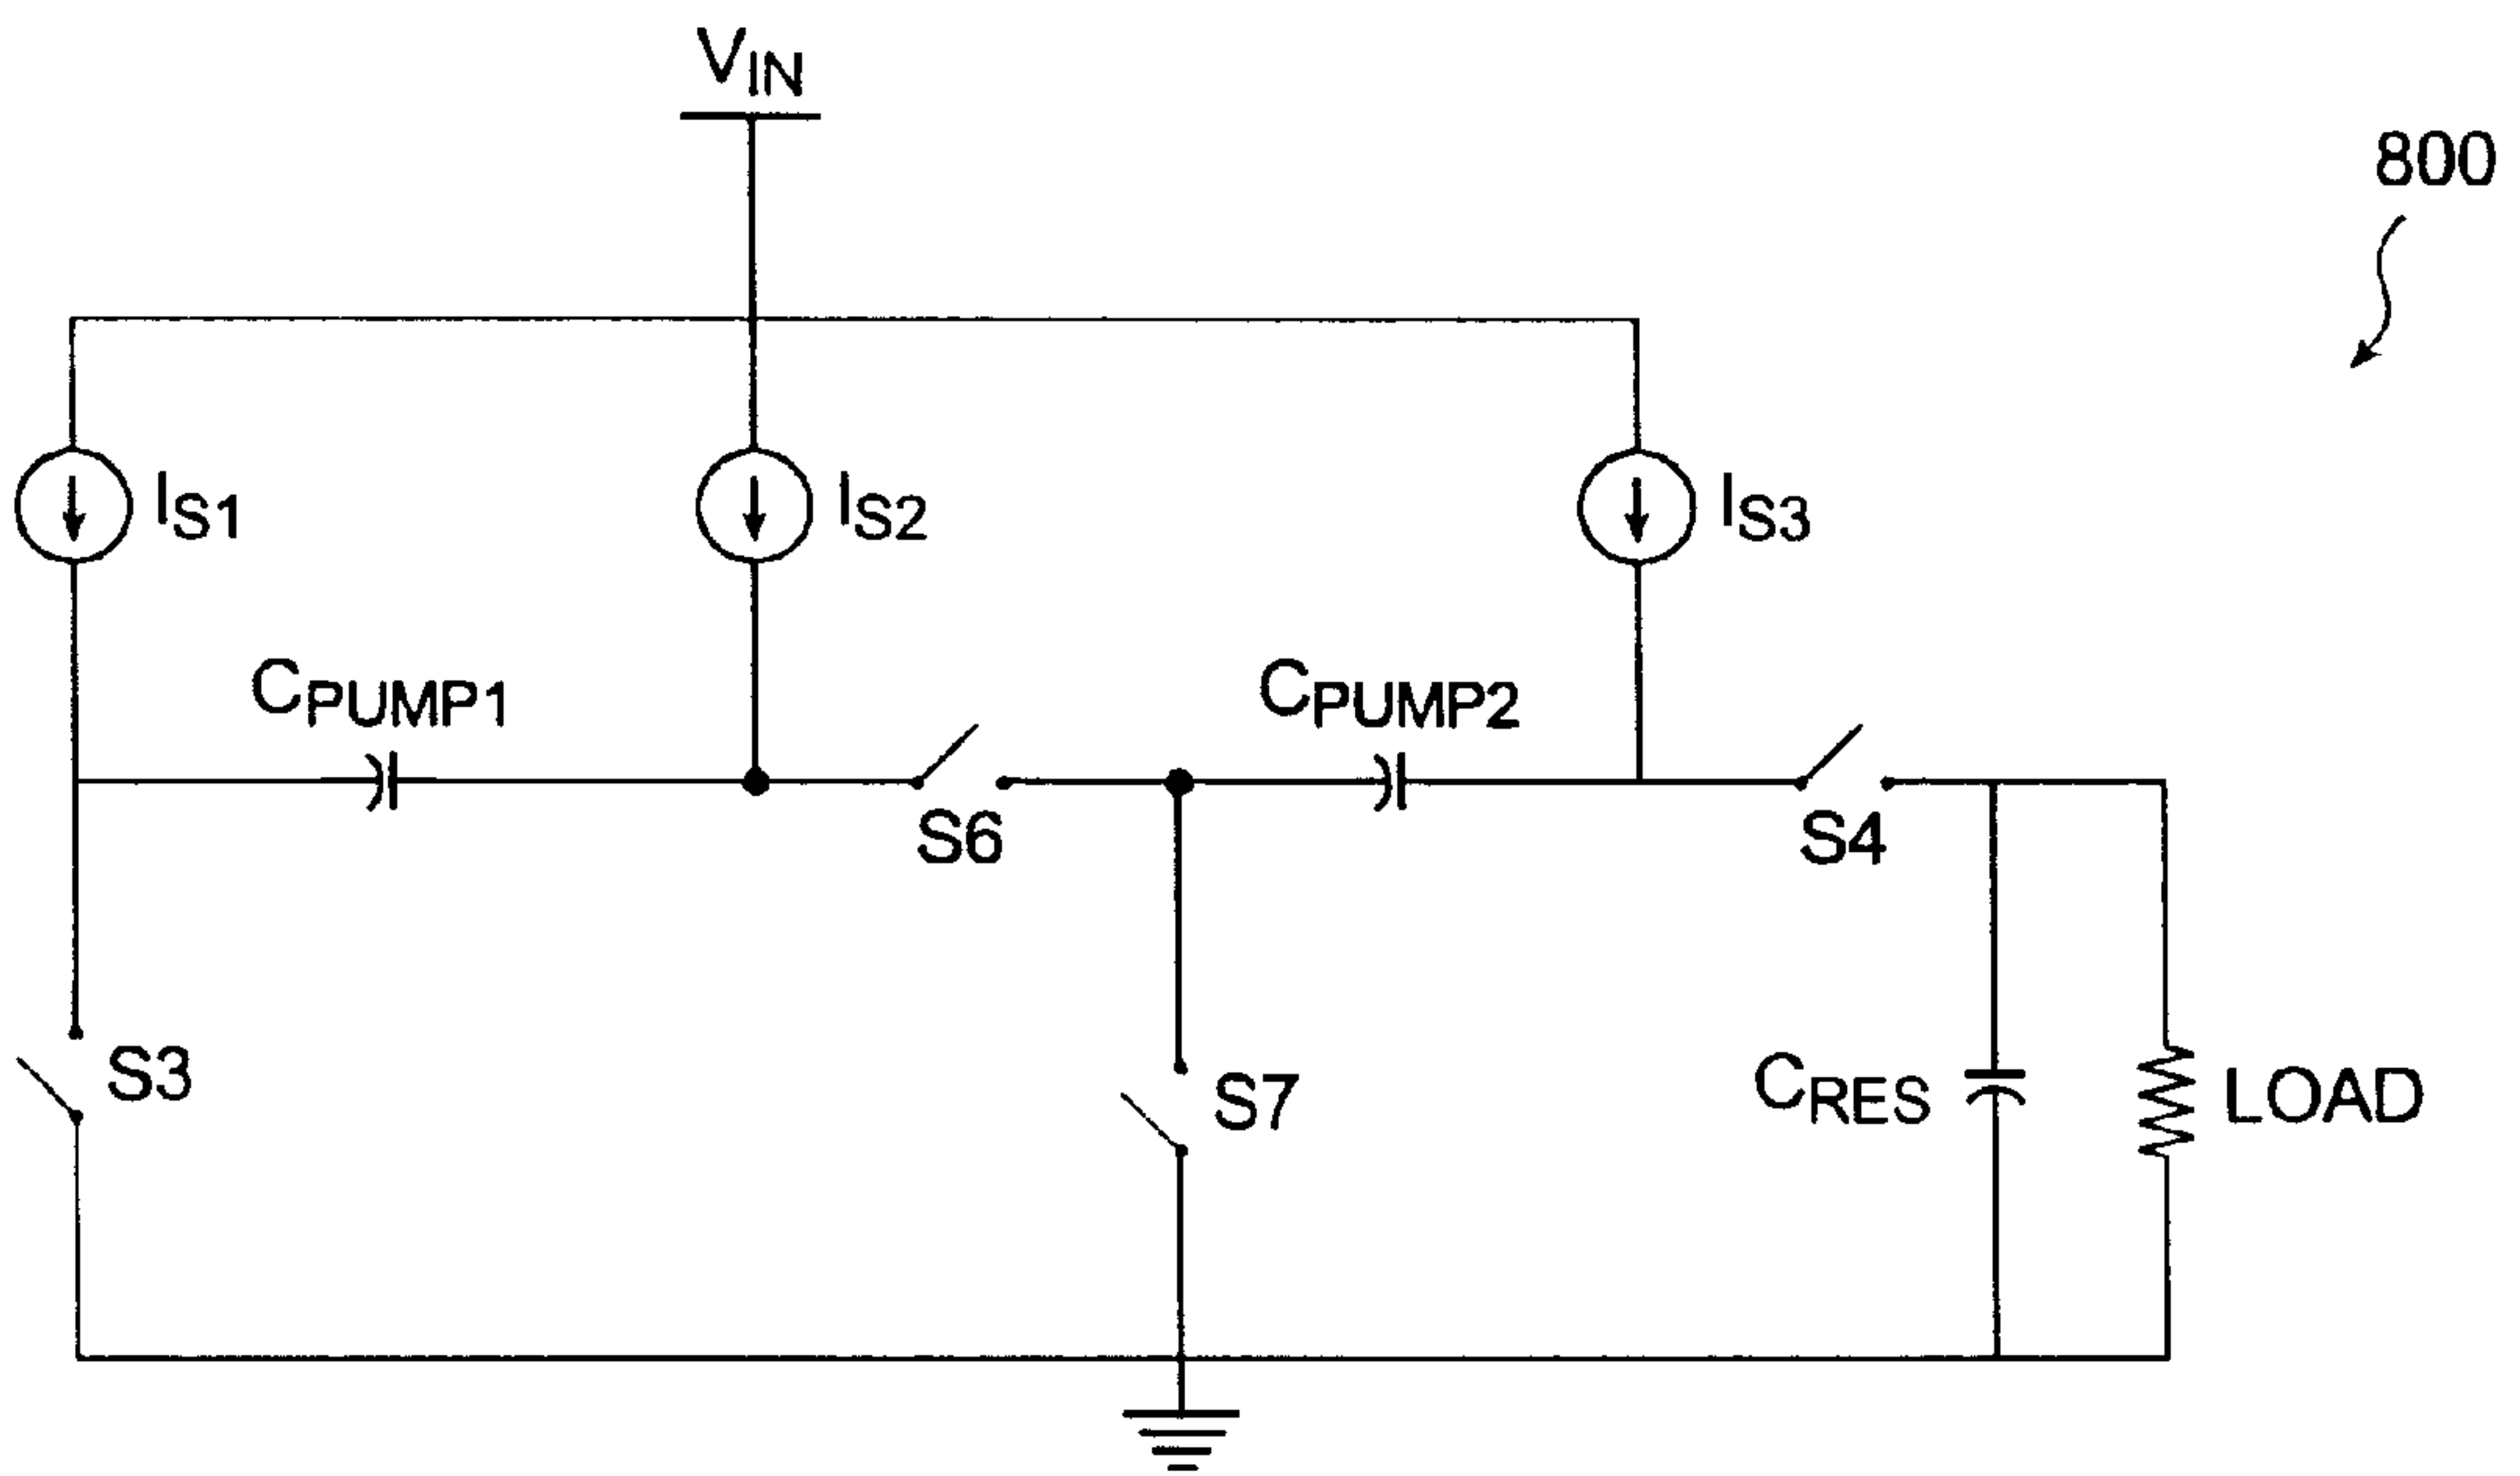 VIN
800
IS1
IS2
IS3
CPUMP1
CPUMP2
S6
S4
S3
S7
CRES
LOAD